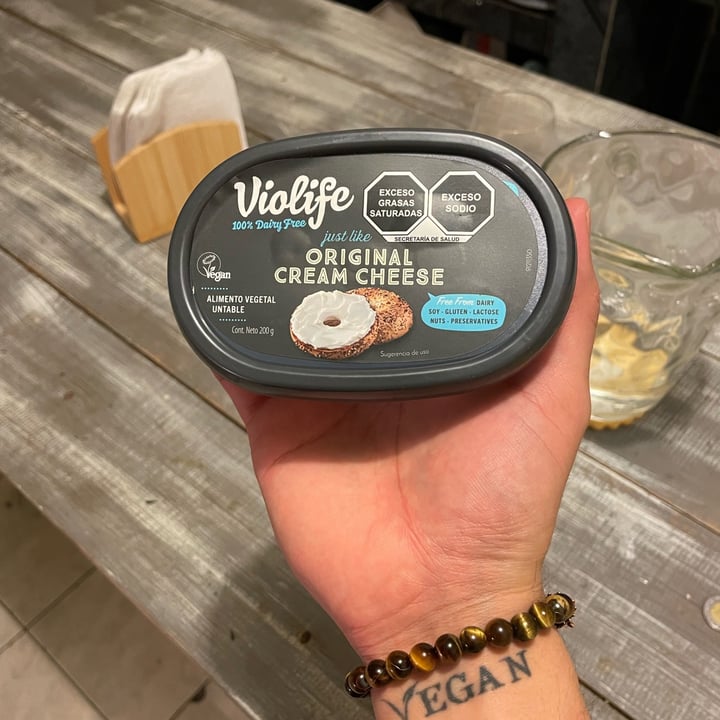 Violife
100% Dairy Free
EXCESO
GRASAS
SATURADAS
EXCESO
SODIO
SECRETARÍA DE SALUD
just like
ORIGINAL
CREAM CHEESE
Vegan
ALIMENTO VEGETAL
UNTABLE
Cont. Neto 200 g
Free From DAIRY
SOY - GLUTEN - LACTOSE
NUTS - PRESERVATIVES
Sugerencia de uso
VEGAN